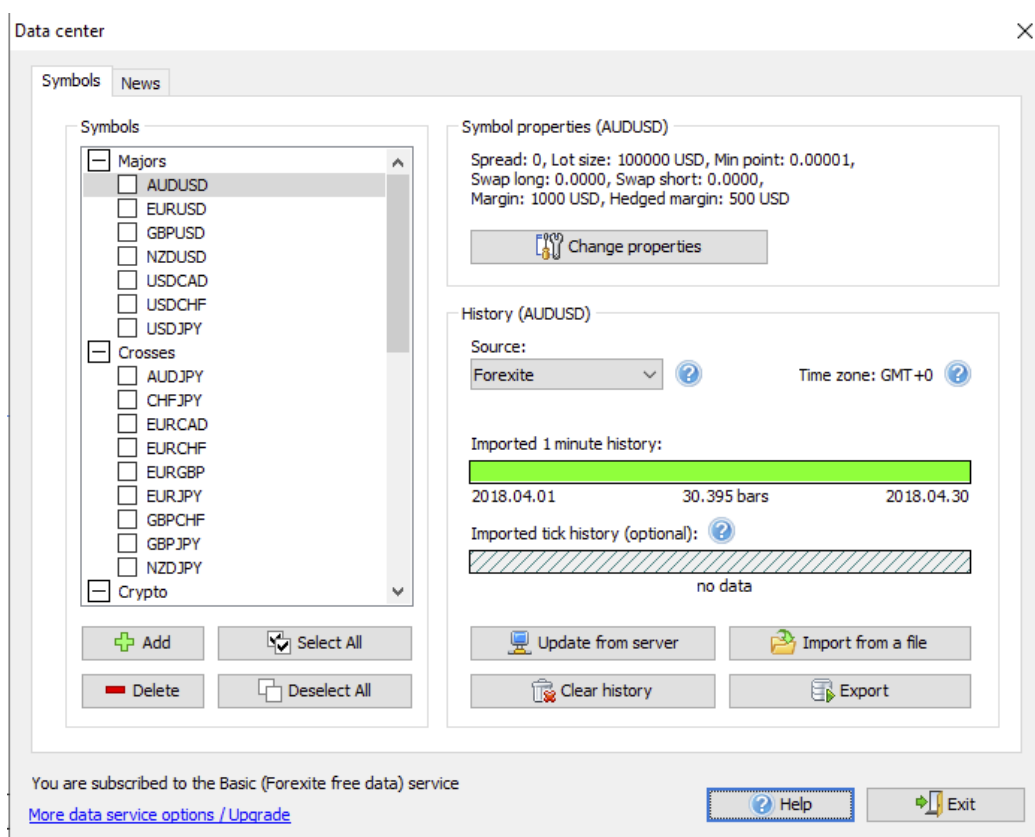 Data center
Symbols
News
Symbols
Majors
AUDUSD
EURUSD
GBPUSD
NZDUSD
USDCAD
USDCHF
USDJPY
Crosses
AUDJPY
CHFJPY
EURCAD
EURCHF
EURGBP
EURJPY
GBPCHF
GBPJPY
NZDJPY
Crypto
Add
Select All
Delete
Deselect All
Symbol properties (AUDUSD)
Spread: 0, Lot size: 100000 USD, Min point: 0.00001,
Swap long: 0.0000, Swap short: 0.0000,
Margin: 1000 USD, Hedged margin: 500 USD
Change properties
History (AUDUSD)
Source:
Forexite
Time zone: GMT+0
Imported 1 minute history:
2018.04.01 30.395 bars 2018.04.30
Imported tick history (optional):
no data
Update from server
Import from a file
Clear history
Export
You are subscribed to the Basic (Forexite free data) service
More data service options / Upgrade
Help
Exit